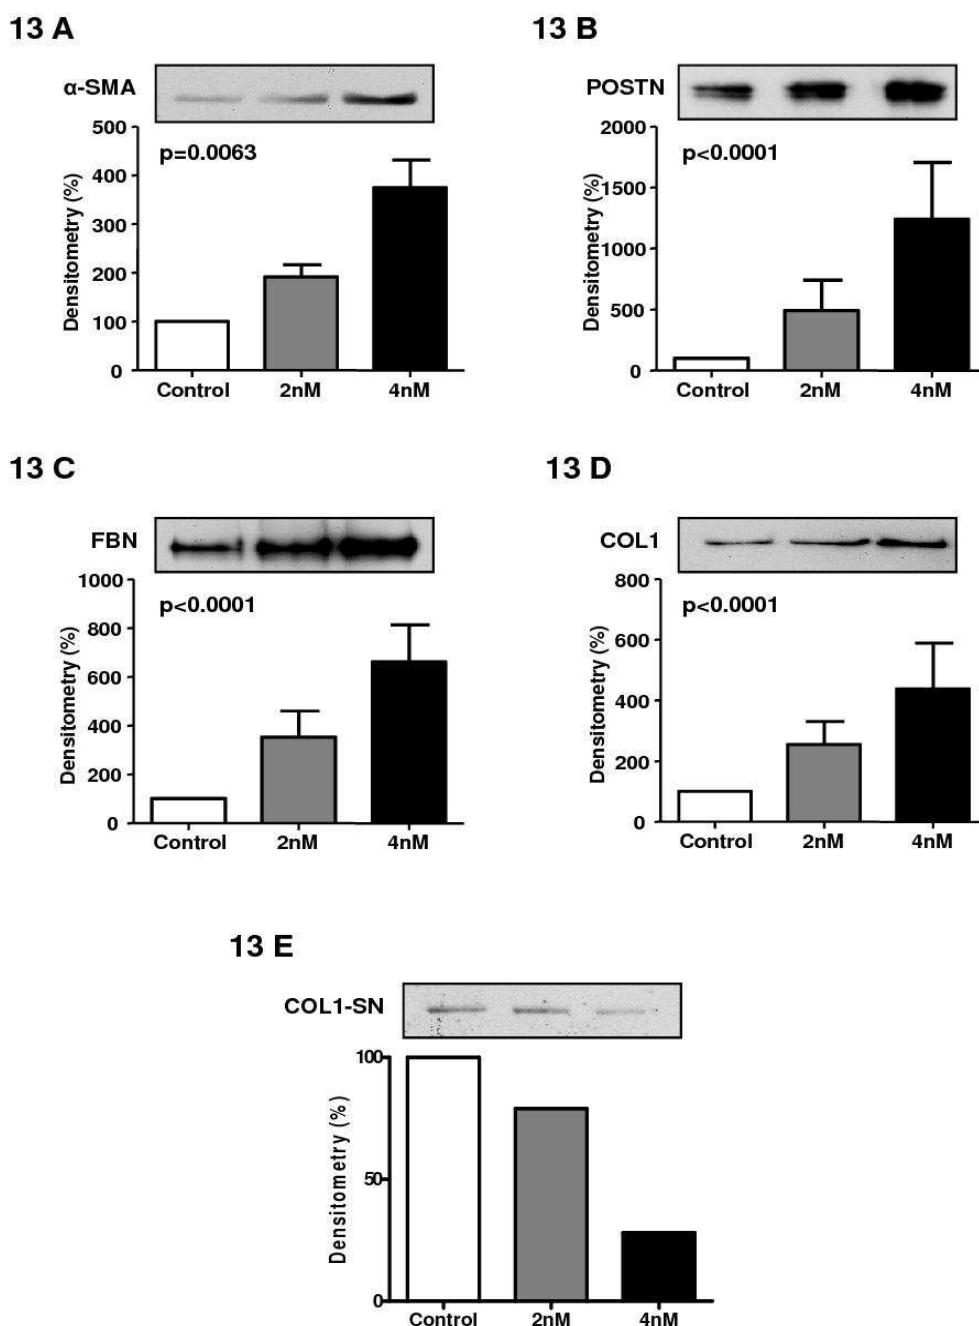 13 A
α-SMA
500
400
300
200
100
0
Densitometry (%)
p=0.0063
Control 2nM 4nM
13 B
POSTN
2000
1500
1000
500
0
Densitometry (%)
p<0.0001
Control 2nM 4nM
13 C
FBN
1000
800
600
400
200
0
Densitometry (%)
p<0.0001
Control 2nM 4nM
13 D
COL1
800
600
400
200
0
Densitometry (%)
p<0.0001
Control 2nM 4nM
13 E
COL1-SN
100
50
0
Densitometry (%)
Control 2nM 4nM